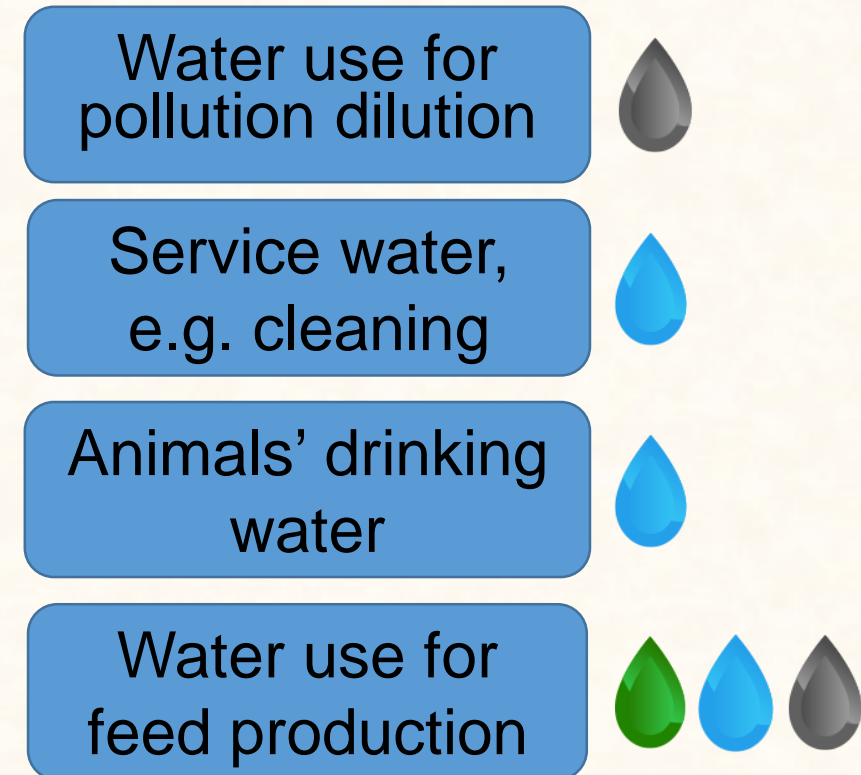 Water use for
pollution dilution
Service water,
e.g. cleaning
Animals’ drinking
water
Water use for
feed production